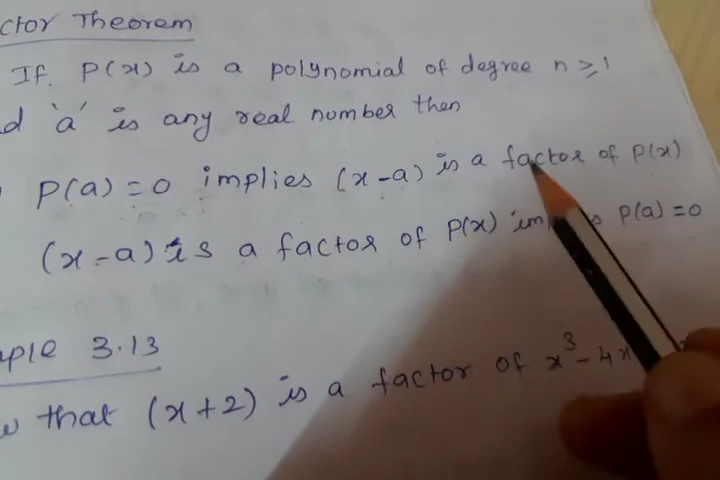 ctor Theorem
If P(x) is a polynomial of degree n ≥ 1
d 'a' is any real number then
P(a) = 0 implies (x-a) is a factor of P(x)
(x-a) is a factor of P(x) P(a) = 0
ple 3.13
that (x+2) is a factor of x³ - 4x